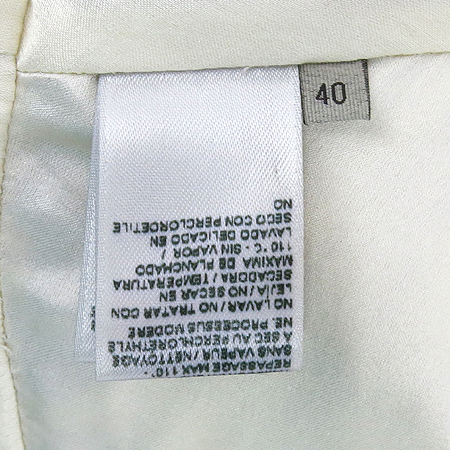 40
REPASSAGE MAX 110°-
SANS VAPEUR / NETTOYAGE
A SEC AU PERCHLORETHYLE
NE. PROCESSUS MODERE
NO LAVAR / NO TRATAR CON
LEJIA / NO SECAR EN
SECADORA / TEMPERATURA
MAXIMA DE PLANCHADO
110°C - SIN VAPOR /
LAVADO DELICADO EN
SECO CON PERCLOROETILE
NO